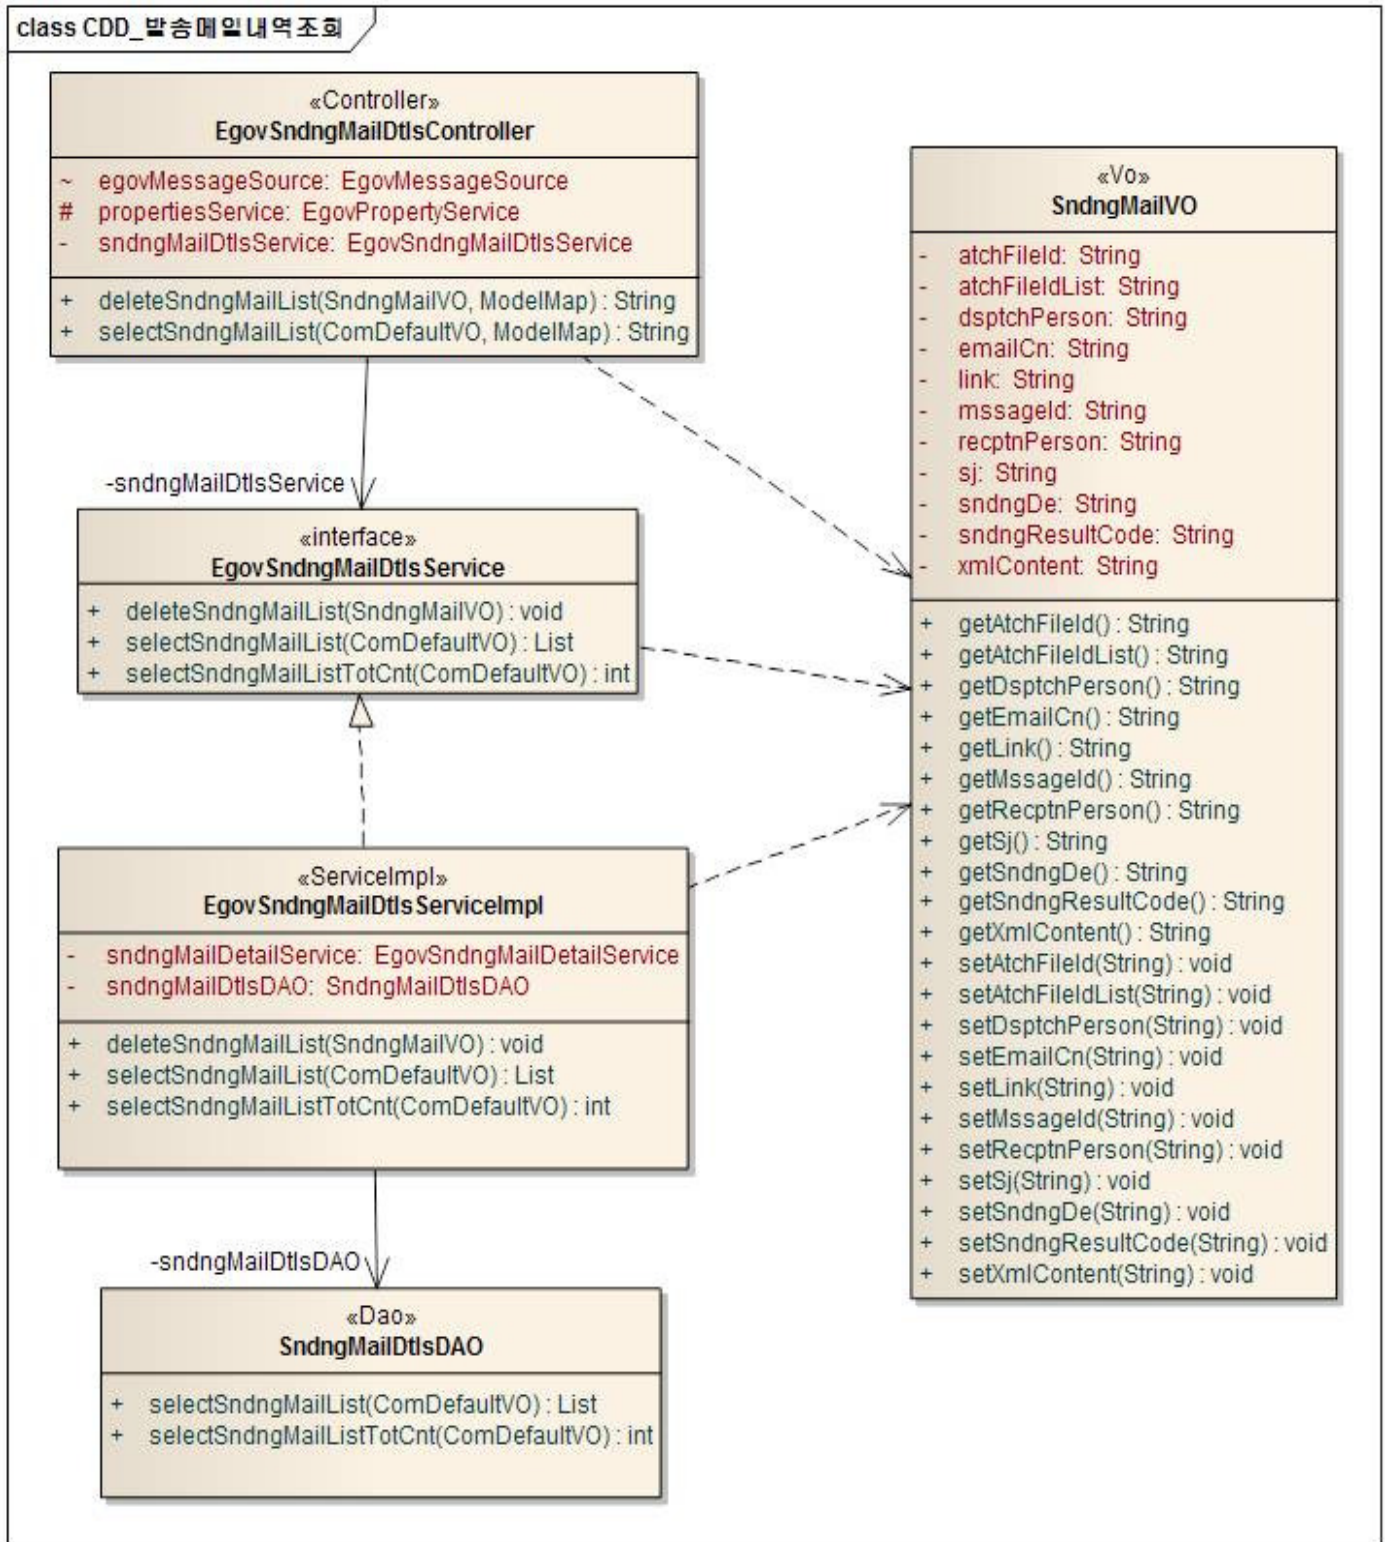 class CDD_발송메일내역조회
«Controller»
EgovSndngMailDtlsController
~ egovMessageSource: EgovMessageSource
# propertiesService: EgovPropertyService
- sndngMailDtlsService: EgovSndngMailDtlsService
+ deleteSndngMailList(SndngMailVO, ModelMap) : String
+ selectSndngMailList(ComDefaultVO, ModelMap) : String
-sndngMailDtlsService
«interface»
EgovSndngMailDtlsService
+ deleteSndngMailList(SndngMailVO) : void
+ selectSndngMailList(ComDefaultVO) : List
+ selectSndngMailListTotCnt(ComDefaultVO) : int
«ServiceImpl»
EgovSndngMailDtlsServiceImpl
- sndngMailDetailService: EgovSndngMailDetailService
- sndngMailDtlsDAO: SndngMailDtlsDAO
+ deleteSndngMailList(SndngMailVO) : void
+ selectSndngMailList(ComDefaultVO) : List
+ selectSndngMailListTotCnt(ComDefaultVO) : int
-sndngMailDtlsDAO
«Dao»
SndngMailDtlsDAO
+ selectSndngMailList(ComDefaultVO) : List
+ selectSndngMailListTotCnt(ComDefaultVO) : int
«Vo»
SndngMailVO
- atchFileId: String
- atchFileIdList: String
- dsptchPerson: String
- emailCn: String
- link: String
- mssageId: String
- recptnPerson: String
- sj: String
- sndngDe: String
- sndngResultCode: String
- xmlContent: String
+ getAtchFileId() : String
+ getAtchFileIdList() : String
+ getDsptchPerson() : String
+ getEmailCn() : String
+ getLink() : String
+ getMssageId() : String
+ getRecptnPerson() : String
+ getSj() : String
+ getSndngDe() : String
+ getSndngResultCode() : String
+ getXmlContent() : String
+ setAtchFileId(String) : void
+ setAtchFileIdList(String) : void
+ setDsptchPerson(String) : void
+ setEmailCn(String) : void
+ setLink(String) : void
+ setMssageId(String) : void
+ setRecptnPerson(String) : void
+ setSj(String) : void
+ setSndngDe(String) : void
+ setSndngResultCode(String) : void
+ setXmlContent(String) : void